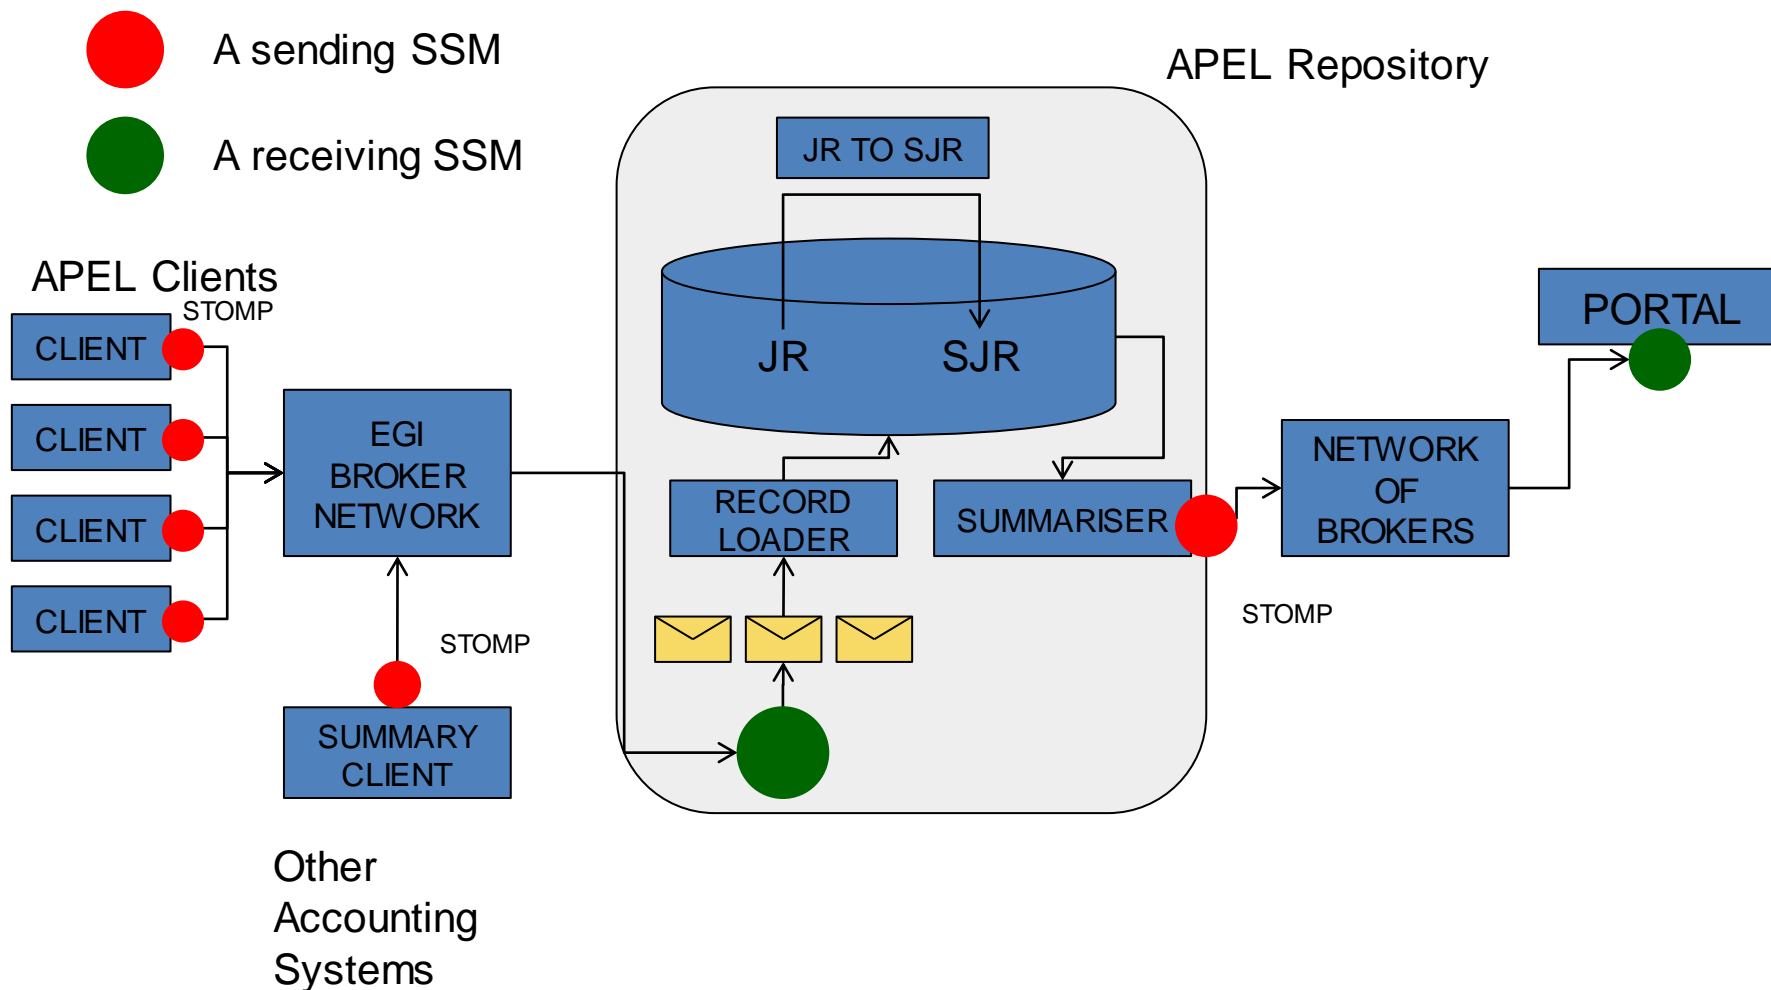 A sending SSM
A receiving SSM
APEL Repository
JR TO SJR
APEL Clients
STOMP
CLIENT
CLIENT
CLIENT
CLIENT
EGI
BROKER
NETWORK
STOMP
SUMMARY
CLIENT
Other
Accounting
Systems
JR
SJR
RECORD
LOADER
SUMMARISER
STOMP
NETWORK
OF
BROKERS
PORTAL